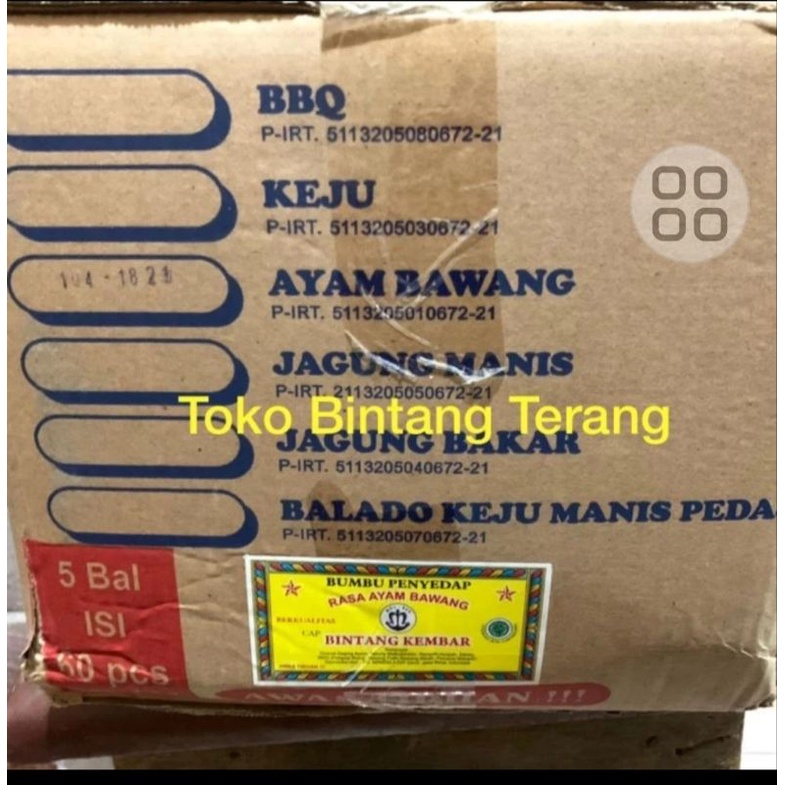 BBQ
P-IRT. 5113205080672-21
KEJU
P-IRT. 5113205030672-21
AYAM BAWANG
P-IRT. 5113205010672-21
JAGUNG MANIS
P-IRT. 2113205050672-21
Toko Bintang Terang
JAGUNG BAKAR
P-IRT. 5113205040672-21
BALADO KEJU MANIS PEDA
P-IRT. 5113205070672-21
5 Bal
ISI
60 pcs
BUMBU PENYEDAP
RASA AYAM BAWANG
BERKUALITAS
CAP
BINTANG KEMBAR
!!!